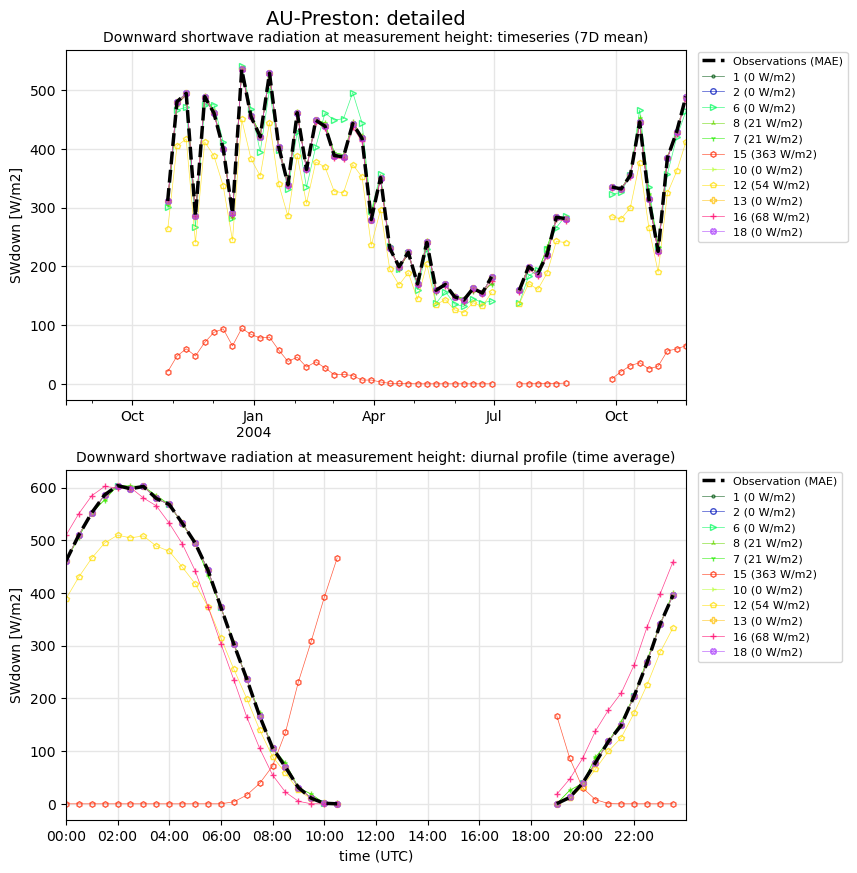 AU-Preston: detailed
Downward shortwave radiation at measurement height: timeseries (7D mean)
SWdown [W/m2]
500
400
300
200
100
0
Oct
Jan
2004
Apr
Jul
Oct
Observations (MAE)
1 (0 W/m2)
2 (0 W/m2)
6 (0 W/m2)
8 (21 W/m2)
7 (21 W/m2)
15 (363 W/m2)
10 (0 W/m2)
12 (54 W/m2)
13 (0 W/m2)
16 (68 W/m2)
18 (0 W/m2)
Downward shortwave radiation at measurement height: diurnal profile (time average)
SWdown [W/m2]
600
500
400
300
200
100
0
00:00
02:00
04:00
06:00
08:00
10:00
12:00
14:00
16:00
18:00
20:00
22:00
time (UTC)
Observation (MAE)
1 (0 W/m2)
2 (0 W/m2)
6 (0 W/m2)
8 (21 W/m2)
7 (21 W/m2)
15 (363 W/m2)
10 (0 W/m2)
12 (54 W/m2)
13 (0 W/m2)
16 (68 W/m2)
18 (0 W/m2)